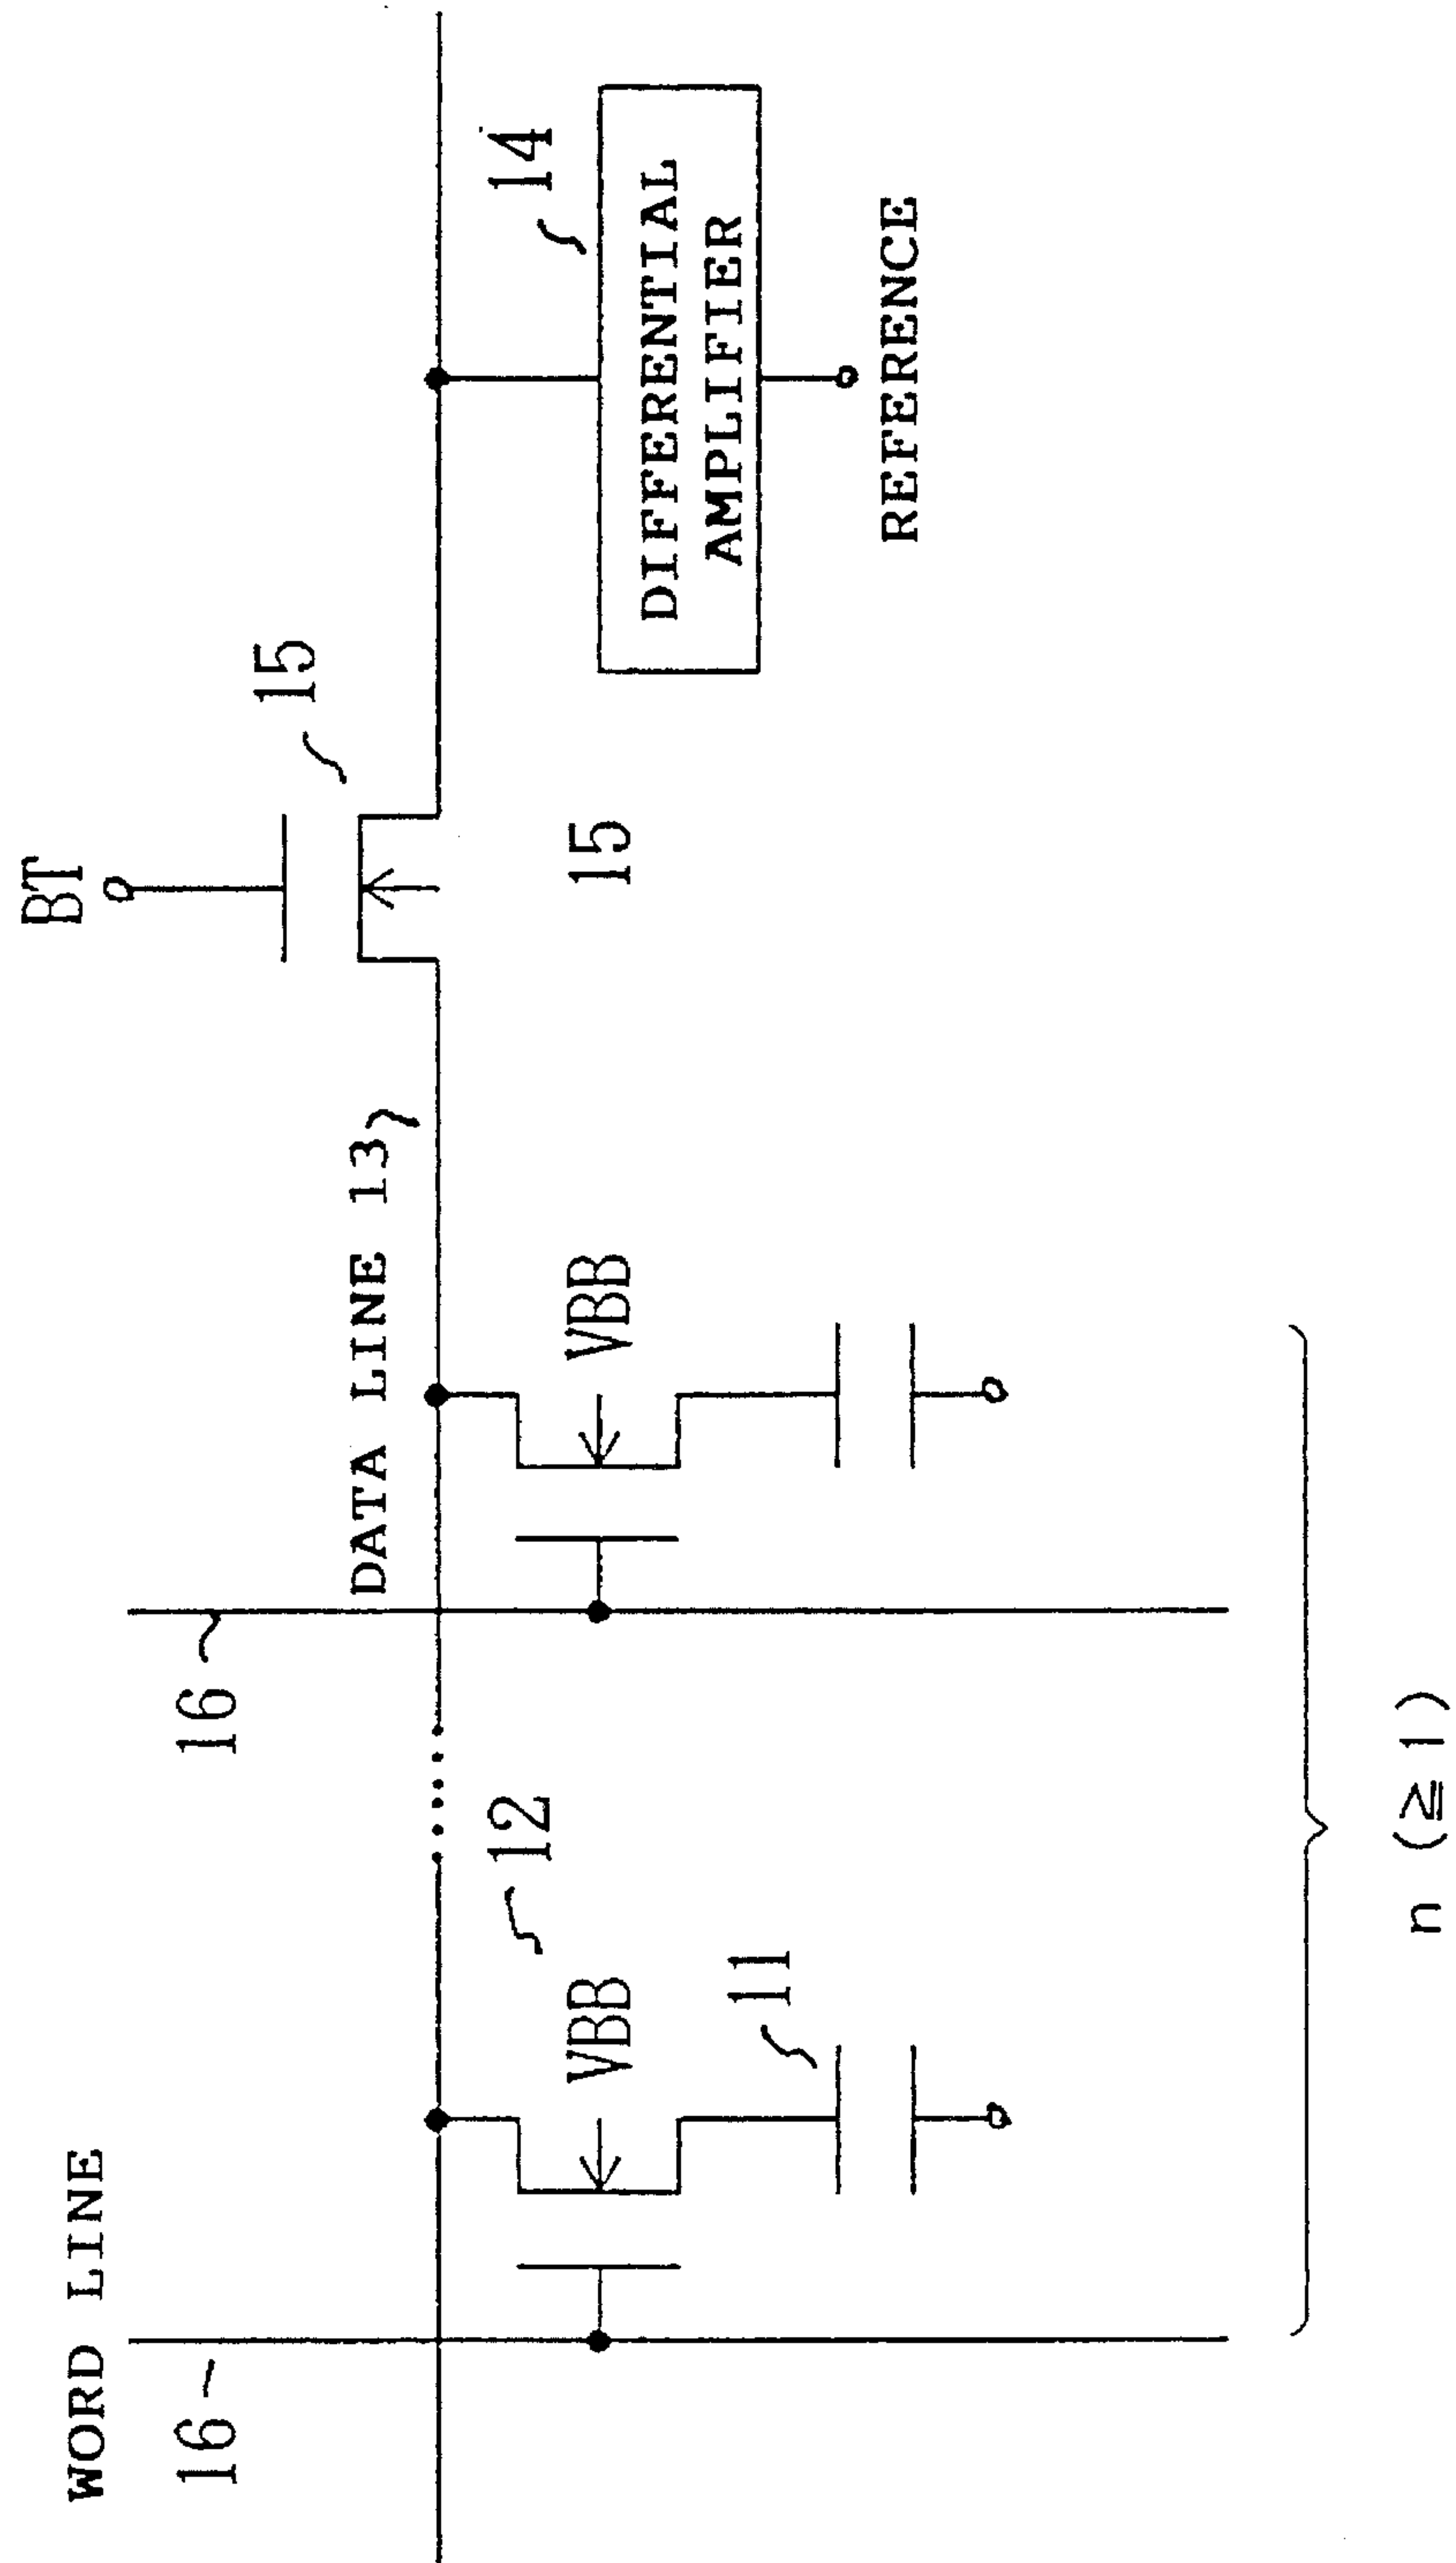 BT
WORD LINE
16
16
15
DATA LINE 13
12
14
VBB
VBB
15
DIFFERENTIAL
AMPLIFIER
11
REFERENCE
n (≧1)